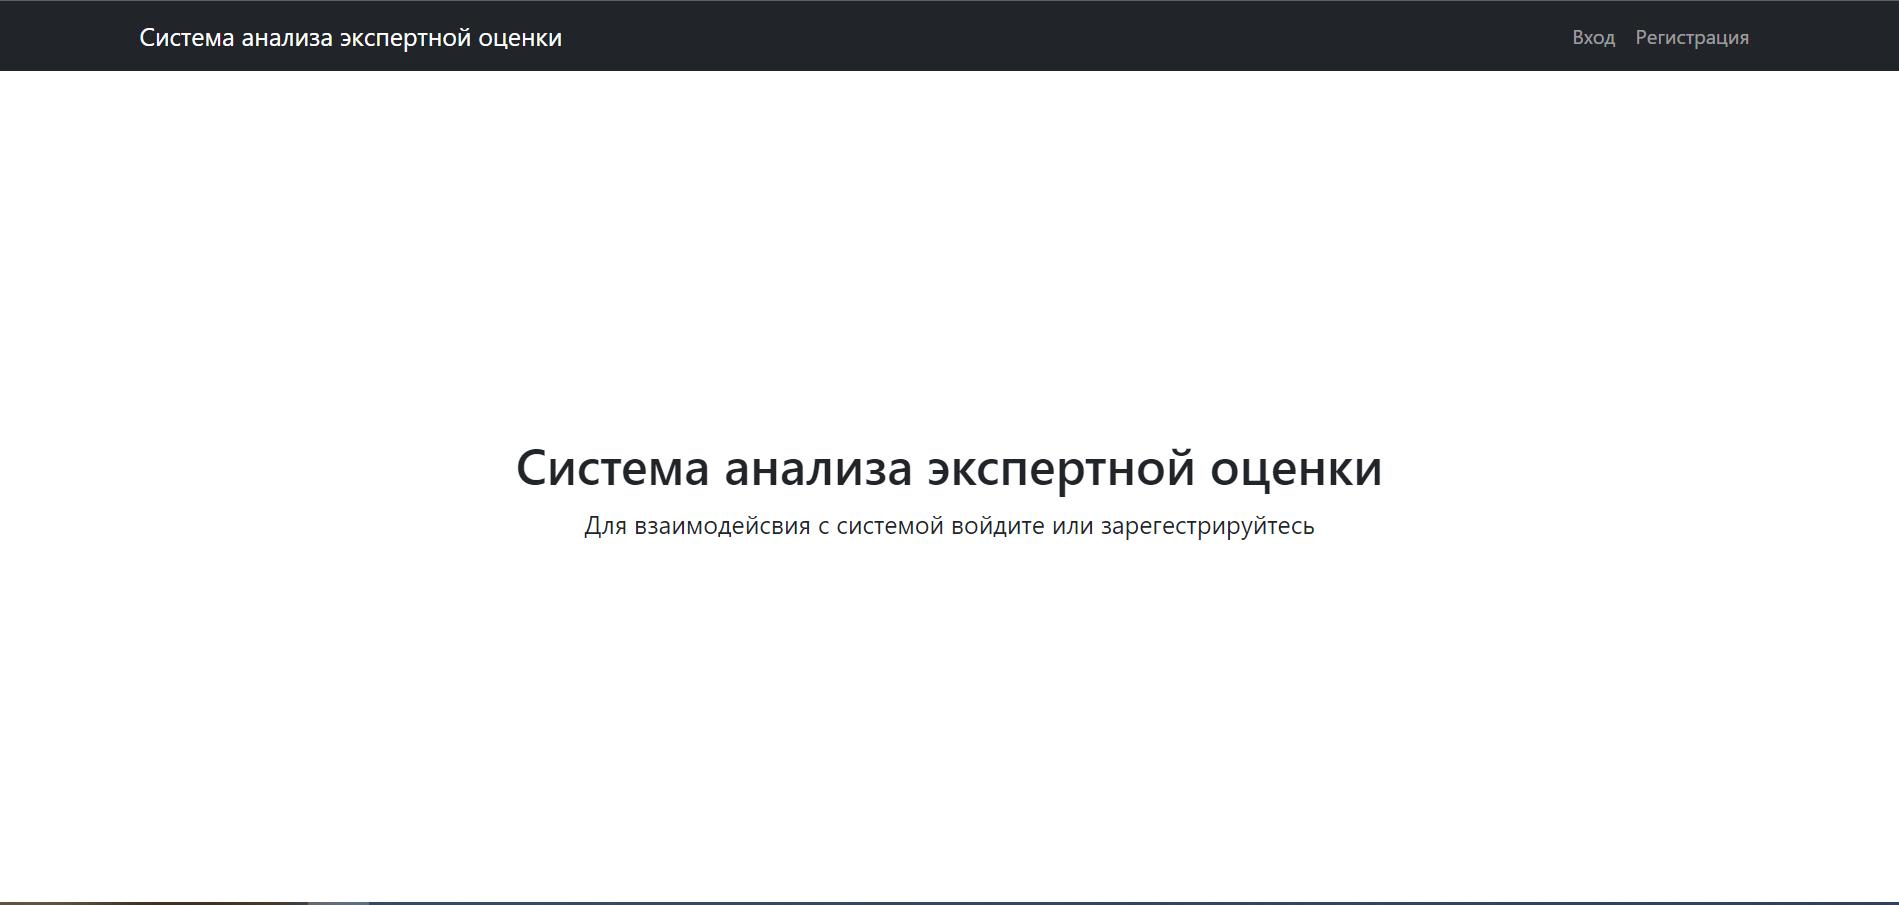 Система анализа экспертной оценки
Вход Регистрация
Система анализа экспертной оценки
Для взаимодейсвия с системой войдите или зарегестрируйтесь